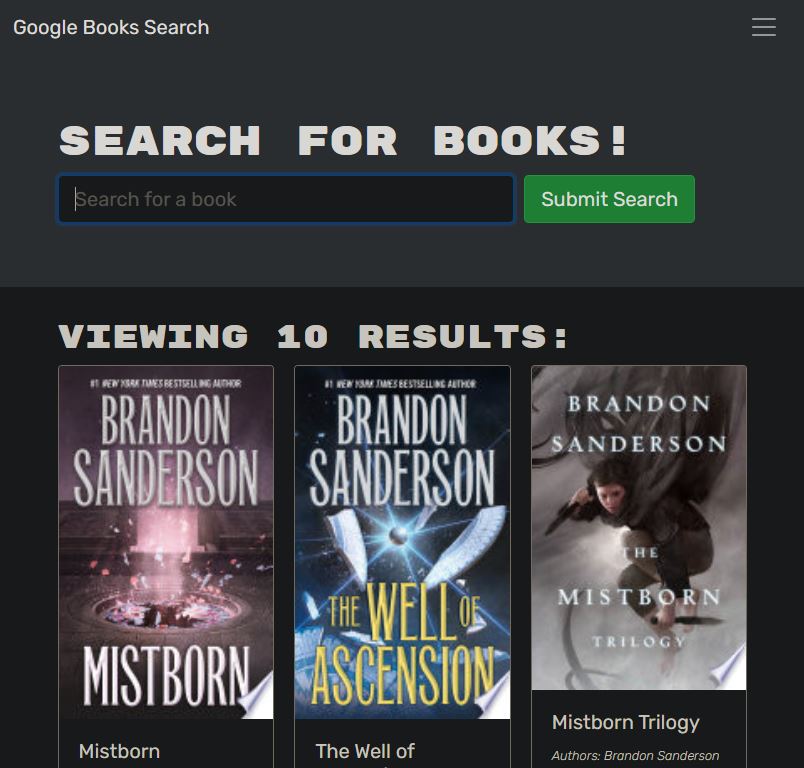 Google Books Search
SEARCH FOR BOOKS!
Search for a book
Submit Search
VIEWING 10 RESULTS:
#1 NEW YORK TIMES BESTSELLING AUTHOR
BRANDON
SANDERSON
MISTBORN
Mistborn
#1 NEW YORK TIMES BESTSELLING AUTHOR
BRANDON
SANDERSON
THE WELL OF
ASCENSION
The Well of
BRANDON
SANDERSON
THE
MISTBORN
TRILOGY
Mistborn Trilogy
Authors: Brandon Sanderson